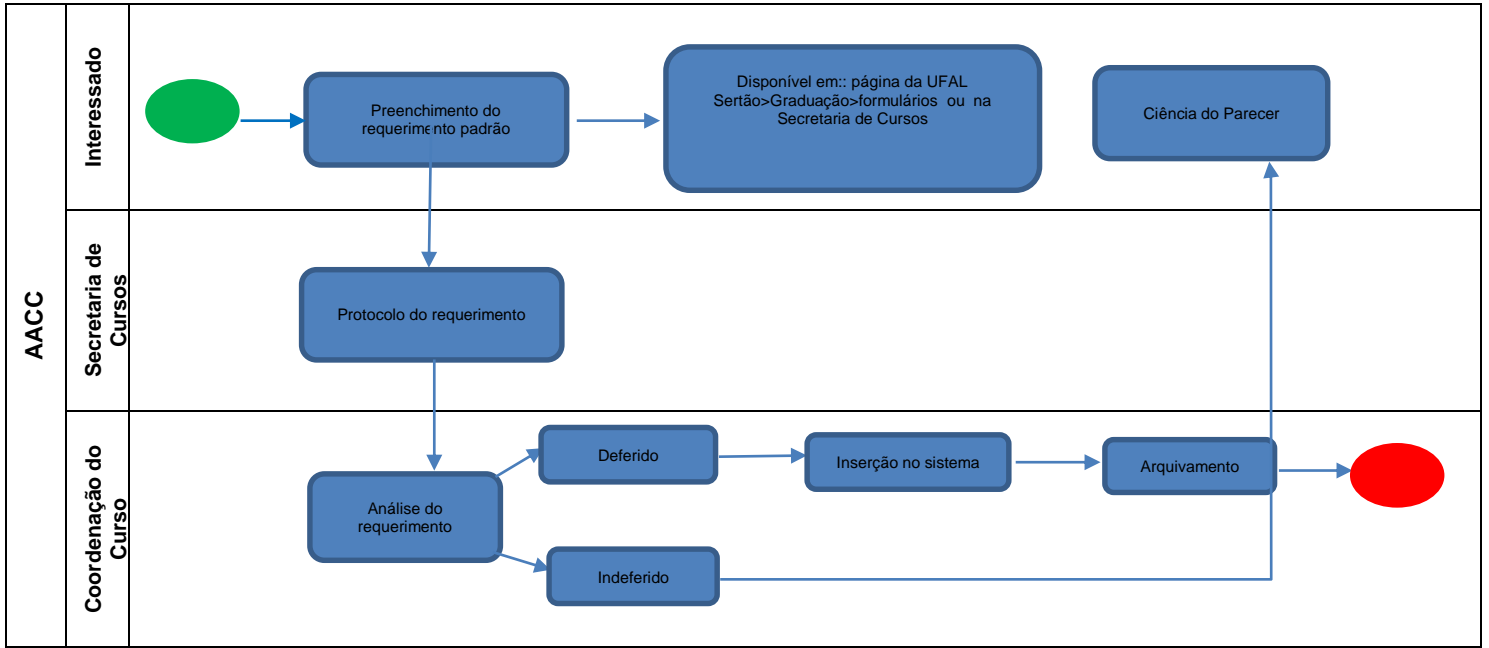 AACC
Interessado
Preenchimento do
requerimento padrão
Disponível em:: página da UFAL
Sertão>Graduação>formulários ou na
Secretaria de Cursos
Ciência do Parecer
Secretaria de
Cursos
Protocolo do requerimento
Coordenação do
Curso
Análise do
requerimento
Deferido
Inserção no sistema
Arquivamento
Indeferido